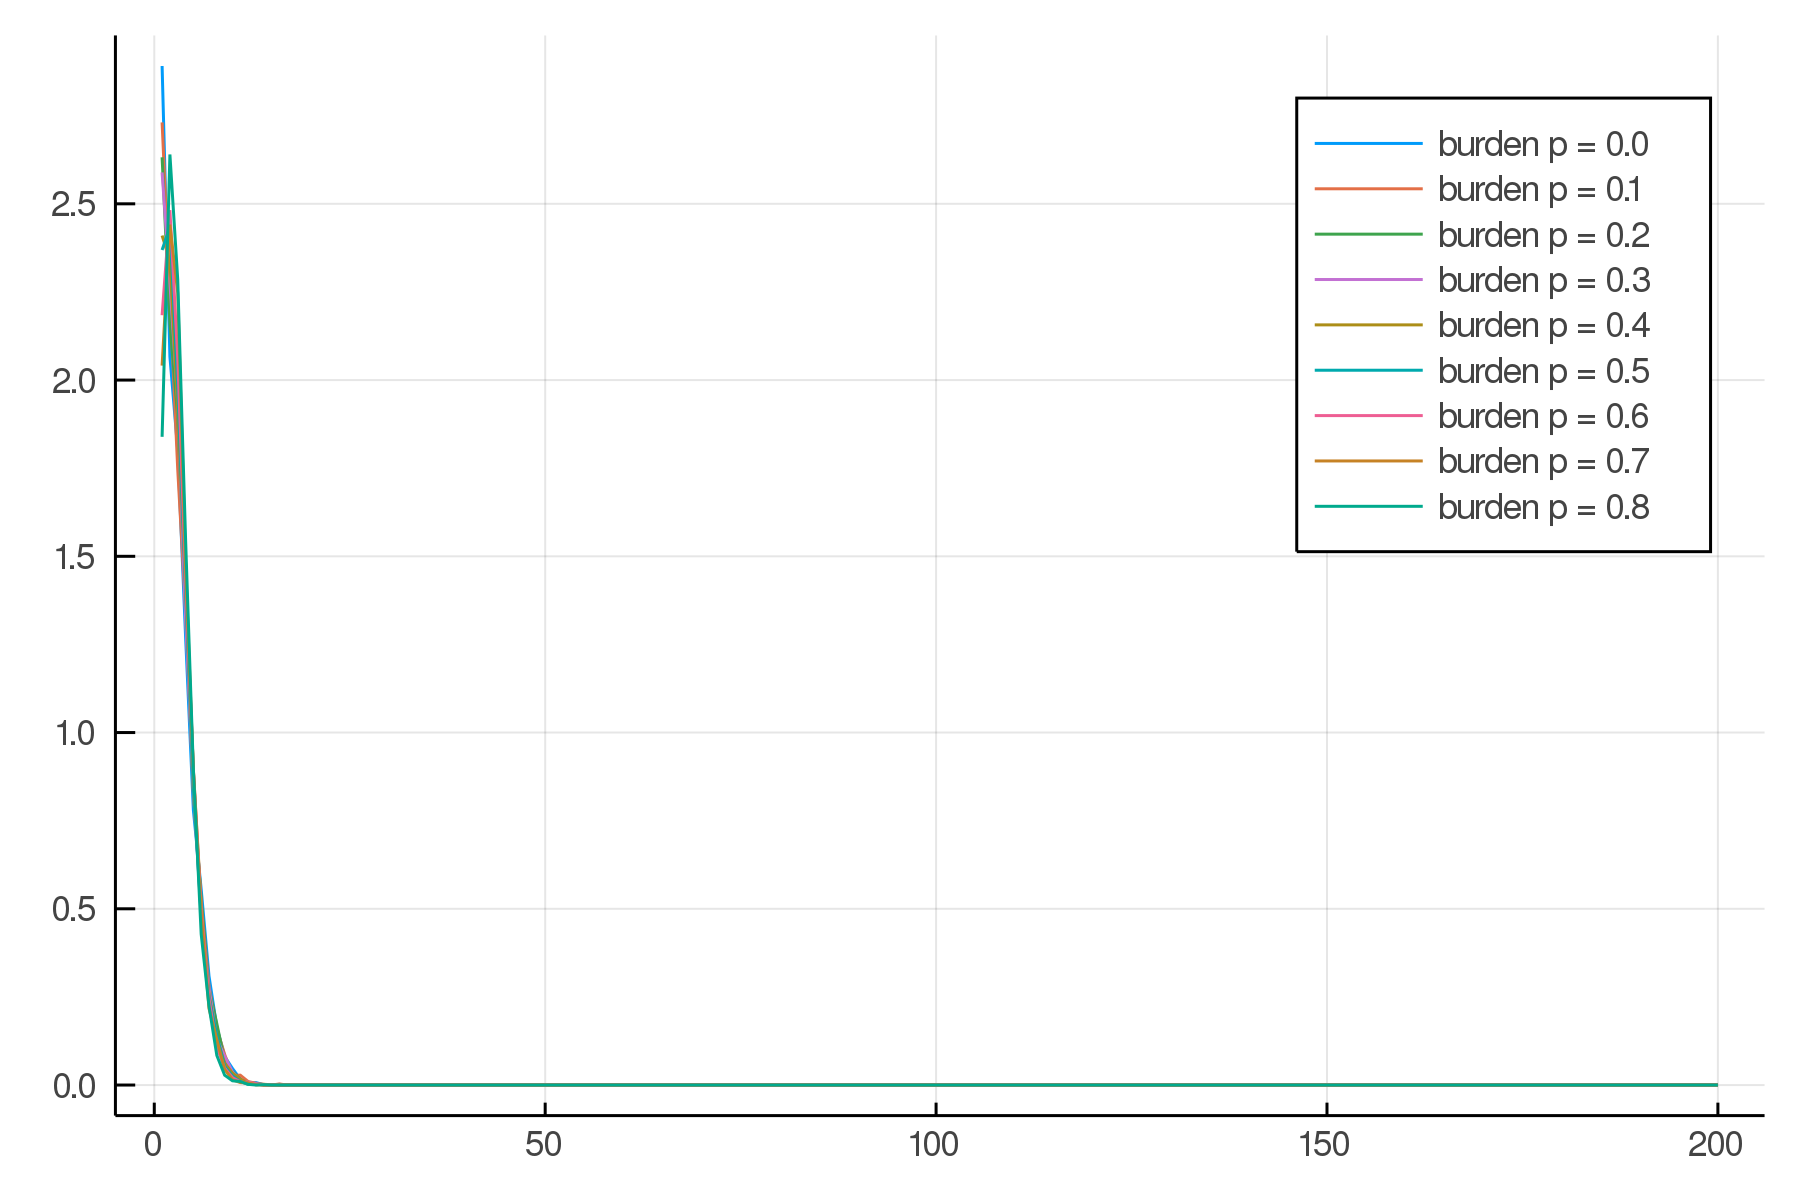 2.5
2.0
1.5
1.0
0.5
0.0
0
50
100
150
200
burden p = 0.0
burden p = 0.1
burden p = 0.2
burden p = 0.3
burden p = 0.4
burden p = 0.5
burden p = 0.6
burden p = 0.7
burden p = 0.8